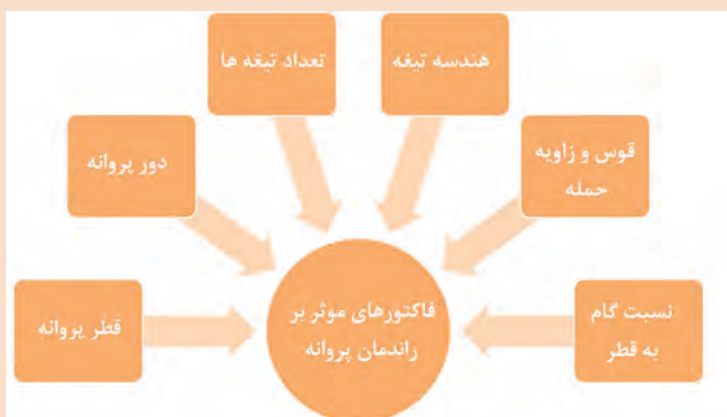 تعداد تیغه ها
هندسه تیغه
دور پروانه
قوس و زاویه
حمله
قطر پروانه
فاکتورهای موثر بر
راندمان پروانه
نسبت گام
به قطر